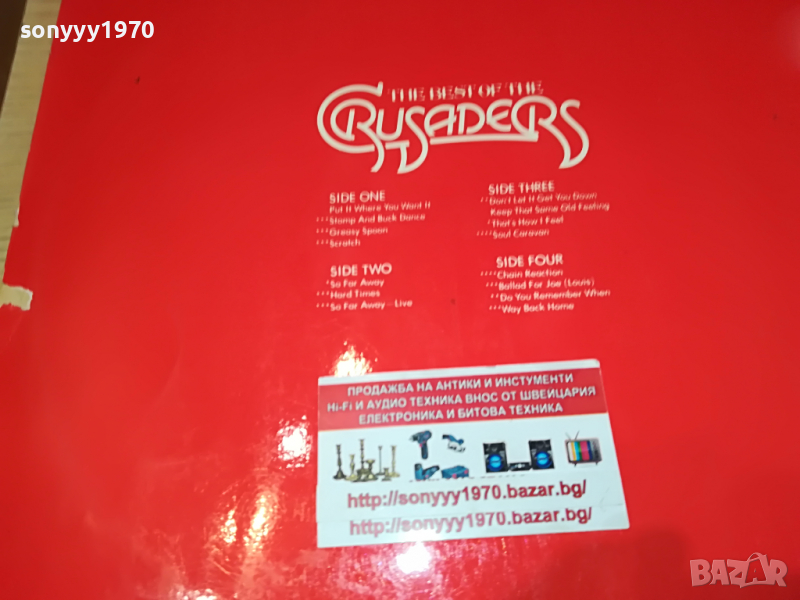 sonyyy1970
THE BEST OF THE
CRUSADERS
SIDE ONE
Put It Where You Want It
***Stomp And Buck Dance
***Greasy Spoon
***Scratch
SIDE TWO
*So Far Away
***Hard Times
***So Far Away—Live
SIDE THREE
**Don't Let It Get You Down
Keep That Same Old Feeling
*That's How I Feel
****Soul Caravan
SIDE FOUR
****Chain Reaction
***Ballad For Joe (Louis)
**Do You Remember When
***Way Back Home
ПРОДАЖБА НА АНТИКИ И ИНСТУМЕНТИ
Hi-Fi И АУДИО ТЕХНИКА ВНОС ОТ ШВЕИЦАРИЯ
ЕЛЕКТРОНИКА И БИТОВА ТЕХНИКА
http://sonyyy1970.bazar.bg/
http://sonyyy1970.bazar.bg/
BAZAR
bg